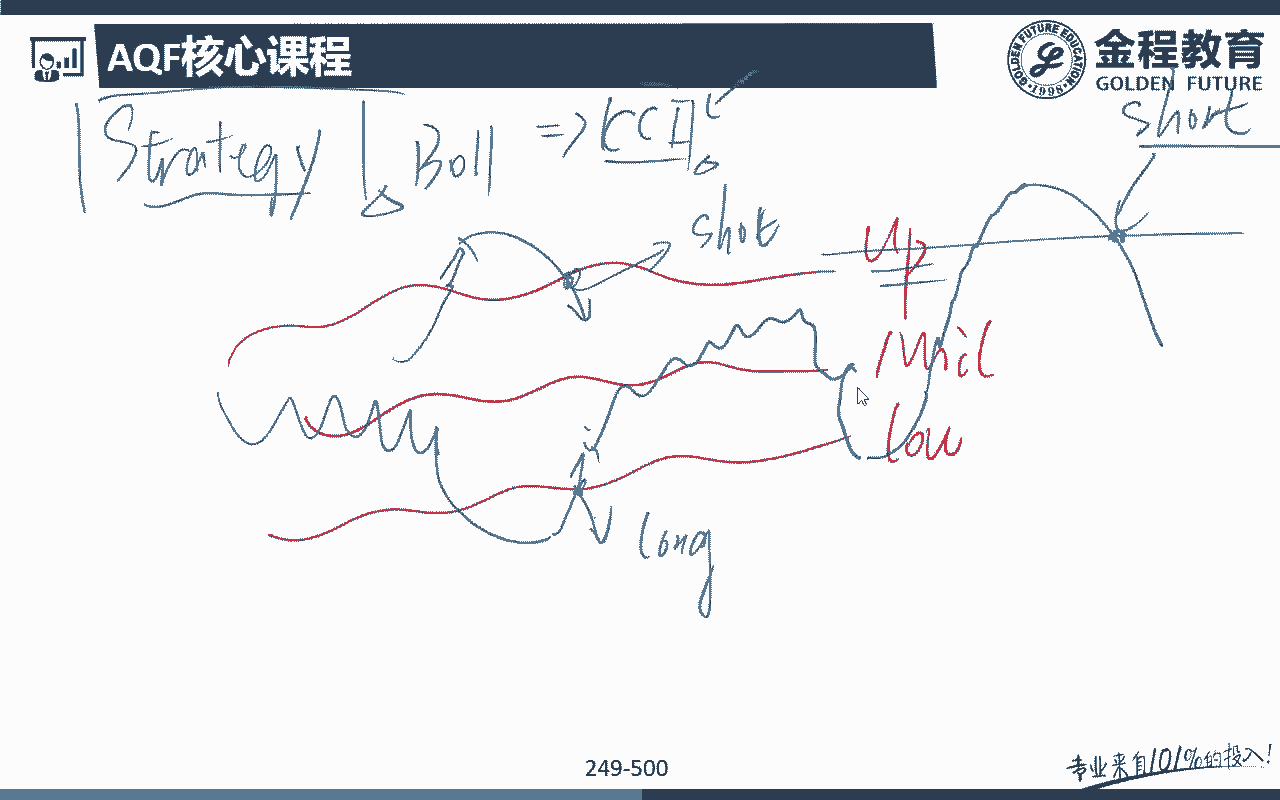 AQF核心课程
金程教育
GOLDEN FUTURE
GOLDEN FUTURE EDUCATION
·1998·
short
Strategy Boll => KCI
shot
up
Mid
Low
long
249-500
专业来自101%的投入!